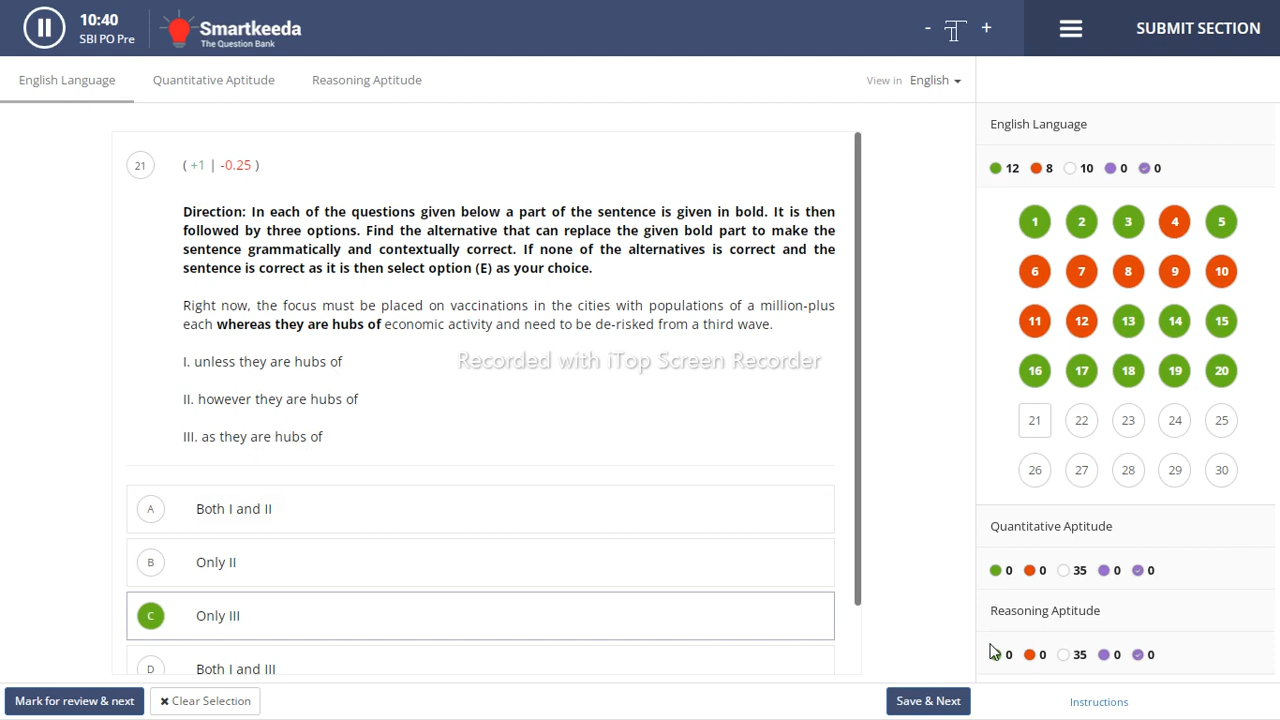 10:40
SBI PO Pre
Smartkeeda
The Question Bank
- T +
SUBMIT SECTION
English Language
Quantitative Aptitude
Reasoning Aptitude
View in English
21
( +1 | -0.25 )
Direction: In each of the questions given below a part of the sentence is given in bold. It is then
followed by three options. Find the alternative that can replace the given bold part to make the
sentence grammatically and contextually correct. If none of the alternatives is correct and the
sentence is correct as it is then select option (E) as your choice.
Right now, the focus must be placed on vaccinations in the cities with populations of a million-plus
each whereas they are hubs of economic activity and need to be de-risked from a third wave.
I. unless they are hubs of
Recorded with iTop Screen Recorder
II. however they are hubs of
III. as they are hubs of
A Both I and II
B Only II
C Only III
D Both I and III
Mark for review & next
Clear Selection
Save & Next
English Language
12 8 10 0 0
1 2 3 4 5
6 7 8 9 10
11 12 13 14 15
16 17 18 19 20
21 22 23 24 25
26 27 28 29 30
Quantitative Aptitude
0 0 35 0 0
Reasoning Aptitude
0 0 35 0 0
Instructions